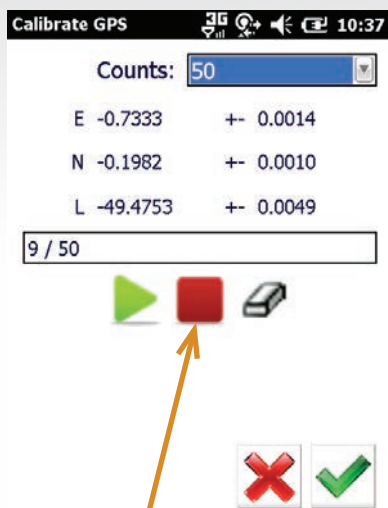 Calibrate GPS 3G 10:37
Counts: 50
E -0.7333 +- 0.0014
N -0.1982 +- 0.0010
L -49.4753 +- 0.0049
9 / 50